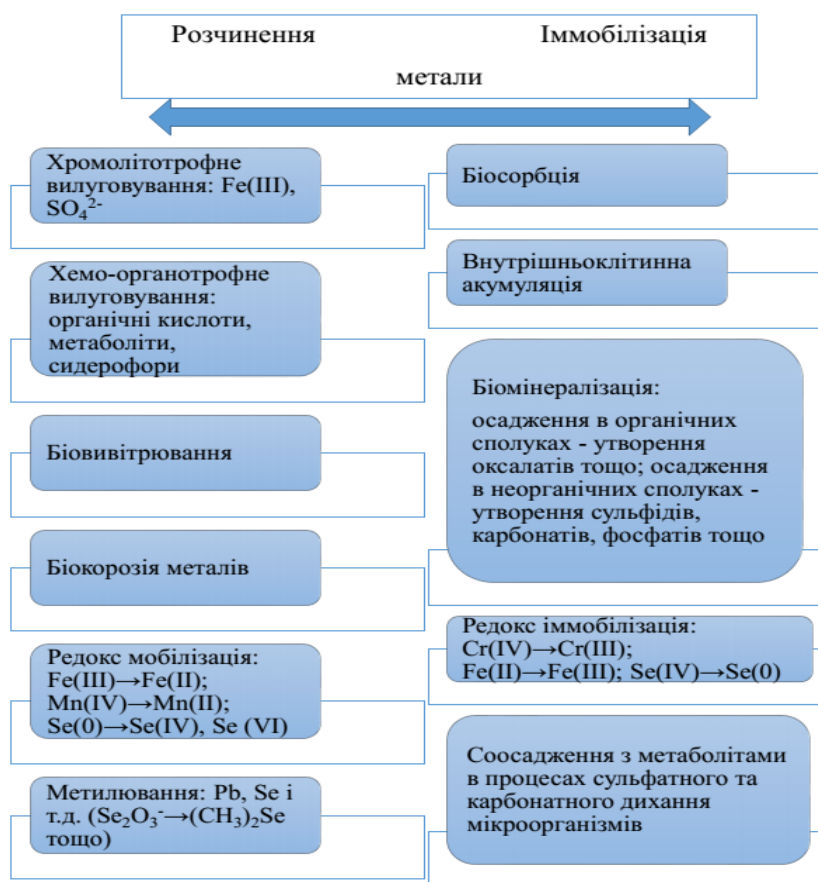 Розчинення Іммобілізація
метали
Хромолітотрофне
вилуговування: Fe(III),
SO₄²⁻
Хемо-органотрофне
вилуговування:
органічні кислоти,
метаболіти,
сидерофори
Біовивітрювання
Біокорозія металів
Редокс мобілізація:
Fe(III)→Fe(II);
Mn(IV)→Mn(II);
Se(0)→Se(IV), Se (VI)
Метилювання: Pb, Se і
т.д. (Se₂O₃⁻→(CH₃)₂Se
тощо)
Біосорбція
Внутрішньоклітинна
акумуляція
Біомінералізація:
осадження в органічних
сполуках - утворення
оксалатів тощо; осадження
в неорганічних сполуках -
утворення сульфідів,
карбонатів, фосфатів тощо
Редокс іммобілізація:
Cr(IV)→Cr(III);
Fe(II)→Fe(III); Se(IV)→Se(0)
Соосадження з метаболітами
в процесах сульфатного та
карбонатного дихання
мікроорганізмів